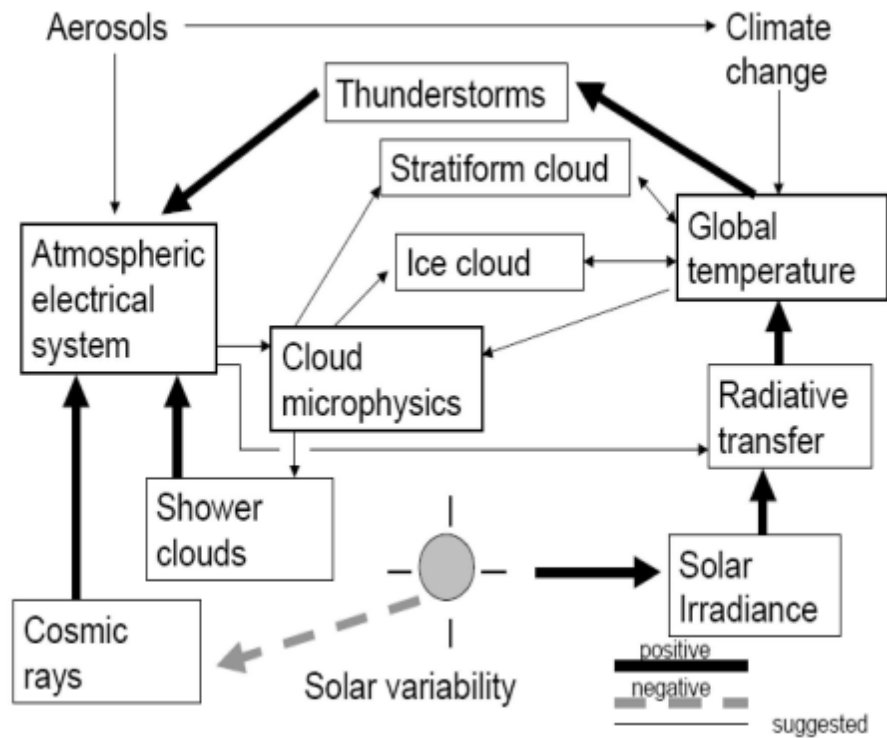 Aerosols
Climate
change
Thunderstorms
Stratiform cloud
Global
temperature
Atmospheric
electrical
system
Ice cloud
Cloud
microphysics
Radiative
transfer
Shower
clouds
Solar
Irradiance
Cosmic
rays
Solar variability
positive
negative
suggested